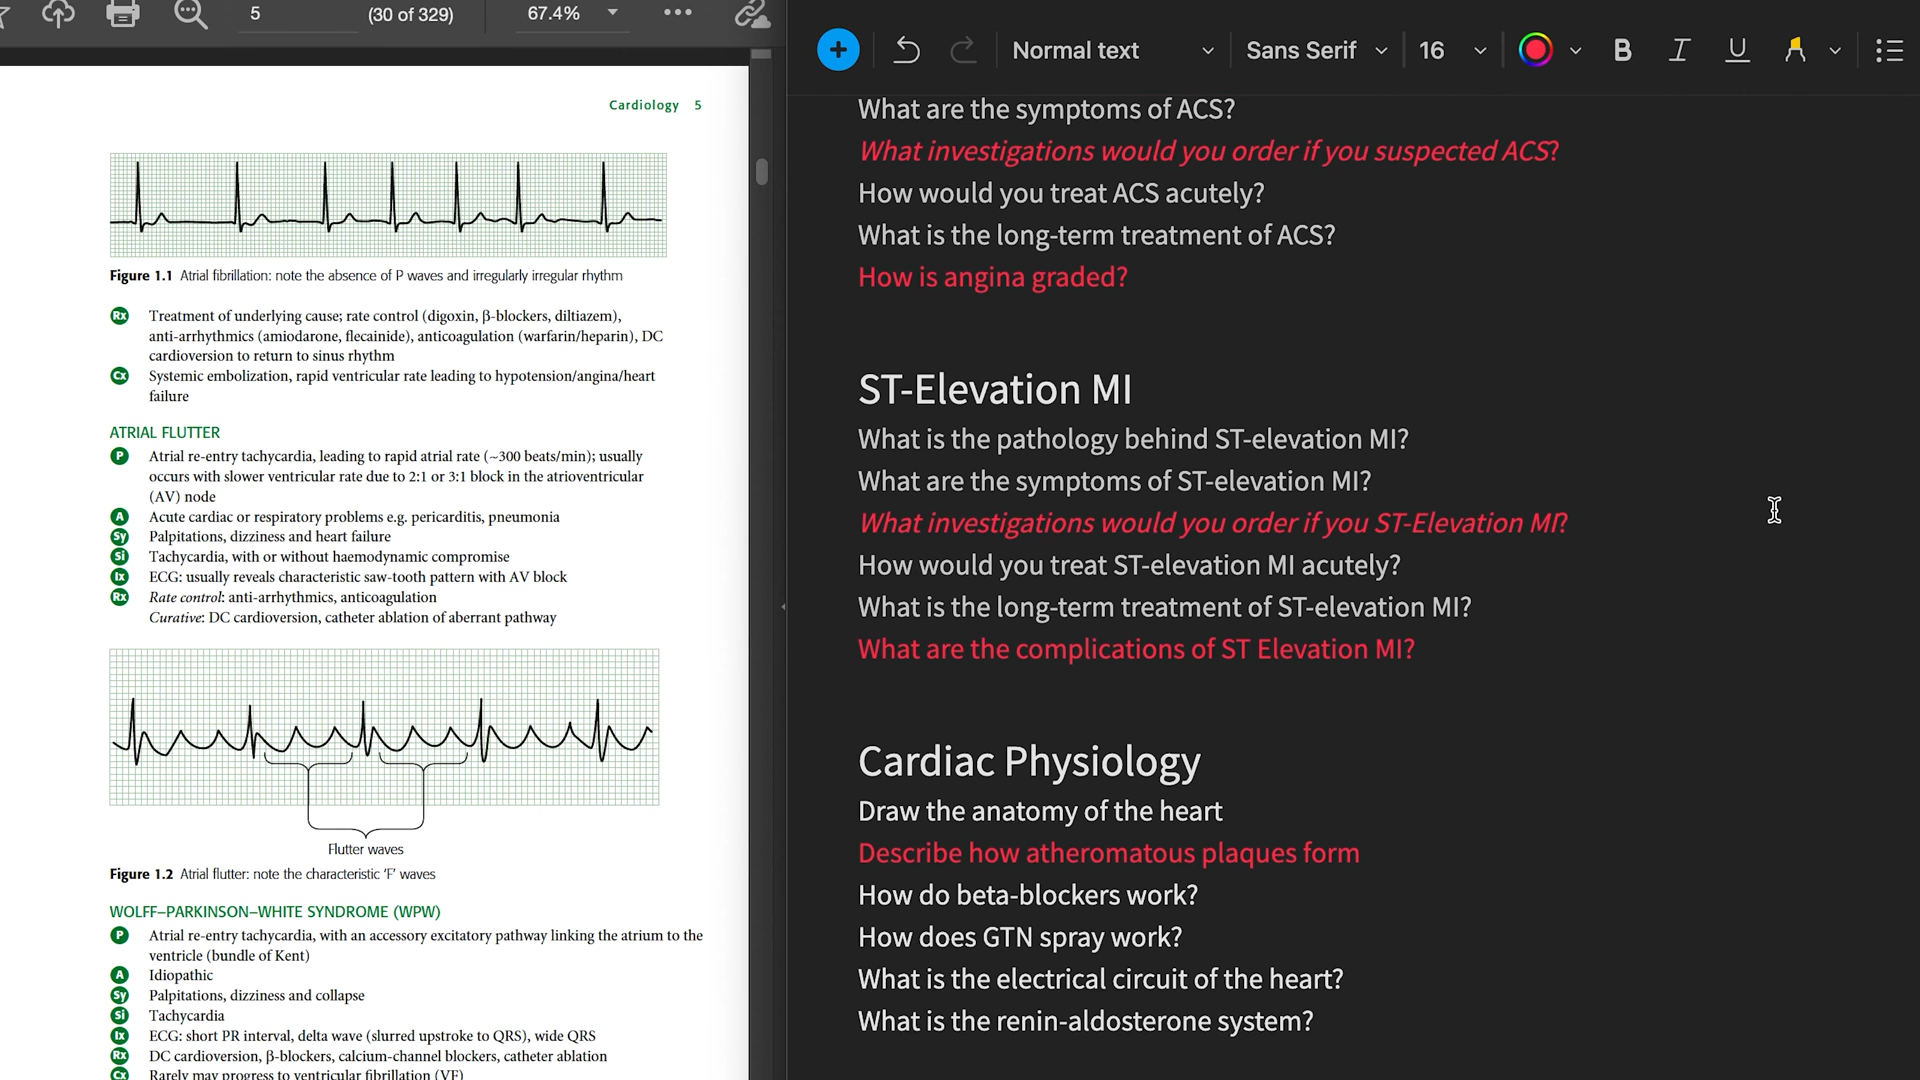 5
(30 of 329)
67.4%
Cardiology 5
Figure 1.1 Atrial fibrillation: note the absence of P waves and irregularly irregular rhythm
Rx Treatment of underlying cause; rate control (digoxin, β-blockers, diltiazem),
anti-arrhythmics (amiodarone, flecainide), anticoagulation (warfarin/heparin), DC
cardioversion to return to sinus rhythm
Cx Systemic embolization, rapid ventricular rate leading to hypotension/angina/heart
failure
ATRIAL FLUTTER
P Atrial re-entry tachycardia, leading to rapid atrial rate (~300 beats/min); usually
occurs with slower ventricular rate due to 2:1 or 3:1 block in the atrioventricular
(AV) node
A Acute cardiac or respiratory problems e.g. pericarditis, pneumonia
Sy Palpitations, dizziness and heart failure
Si Tachycardia, with or without haemodynamic compromise
Ix ECG: usually reveals characteristic saw-tooth pattern with AV block
Rx Rate control: anti-arrhythmics, anticoagulation
Curative: DC cardioversion, catheter ablation of aberrant pathway
Flutter waves
Figure 1.2 Atrial flutter: note the characteristic ‘F’ waves
WOLFF–PARKINSON–WHITE SYNDROME (WPW)
P Atrial re-entry tachycardia, with an accessory excitatory pathway linking the atrium to the
ventricle (bundle of Kent)
A Idiopathic
Sy Palpitations, dizziness and collapse
Si Tachycardia
Ix ECG: short PR interval, delta wave (slurred upstroke to QRS), wide QRS
Rx DC cardioversion, β-blockers, calcium-channel blockers, catheter ablation
Cx Rarely may progress to ventricular fibrillation (VF)
Normal text
Sans Serif
16
B I U
What are the symptoms of ACS?
What investigations would you order if you suspected ACS?
How would you treat ACS acutely?
What is the long-term treatment of ACS?
How is angina graded?
ST-Elevation MI
What is the pathology behind ST-elevation MI?
What are the symptoms of ST-elevation MI?
What investigations would you order if you ST-Elevation MI?
How would you treat ST-elevation MI acutely?
What is the long-term treatment of ST-elevation MI?
What are the complications of ST Elevation MI?
Cardiac Physiology
Draw the anatomy of the heart
Describe how atheromatous plaques form
How do beta-blockers work?
How does GTN spray work?
What is the electrical circuit of the heart?
What is the renin-aldosterone system?